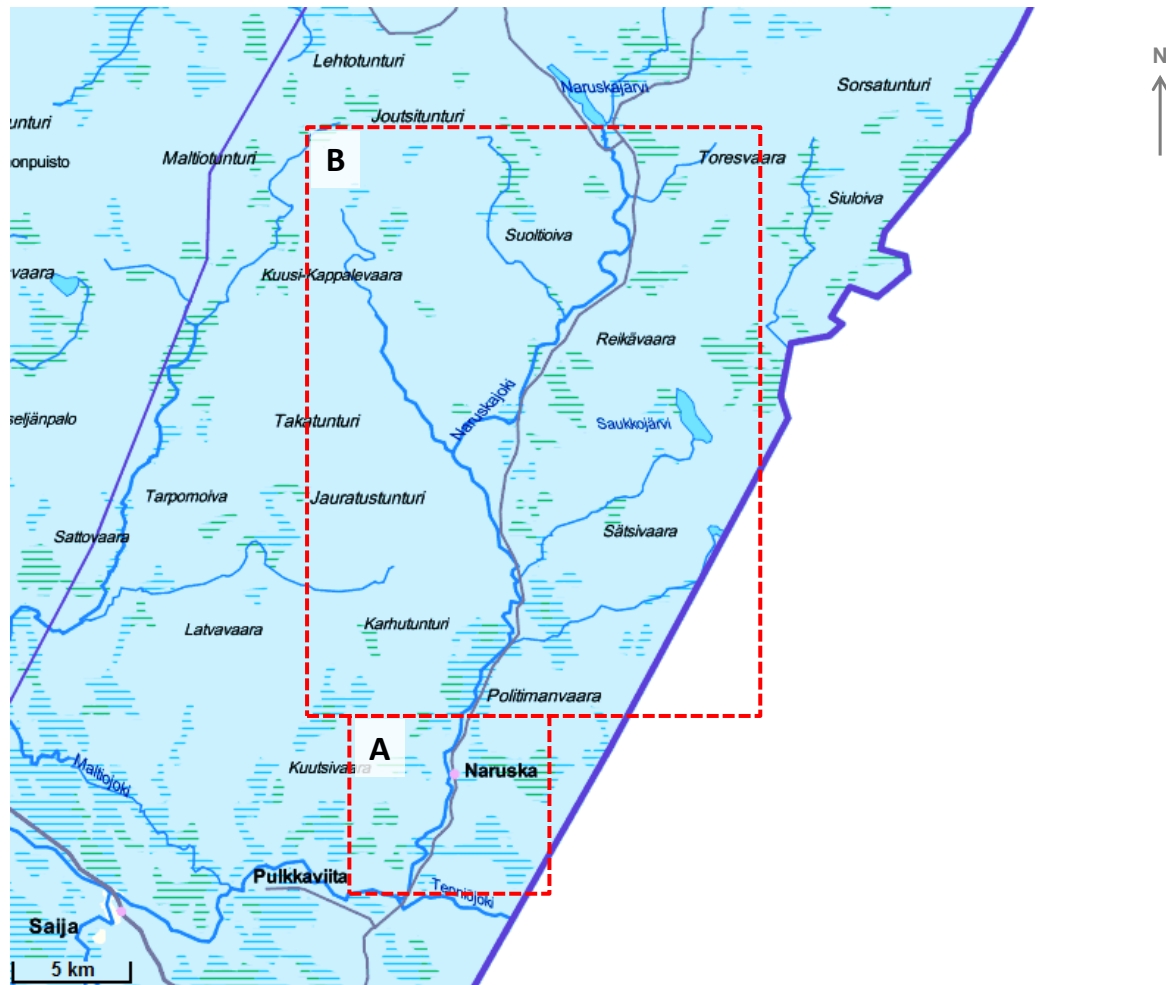 Lehtotunturi
N
Naruskajärvi
Sorsatunturi
Joutsitunturi
unturi
B
onpuisto
Maltiotunturi
Toresvaara
Siuloiva
Suoltioiva
vaara
Kuusi-Kappalevaara
Reikävaara
Naruskajoki
seljänpalo
Takatunturi
Saukkojärvi
Tarpomoiva
Jauratustunturi
Sattovaara
Sätsivaara
Latvavaara
Karhutunturi
Politimanvaara
A
Maltiojoki
Kuutsivaara
Naruska
Pulkkaviita
Tenniöjoki
Saija
5 km